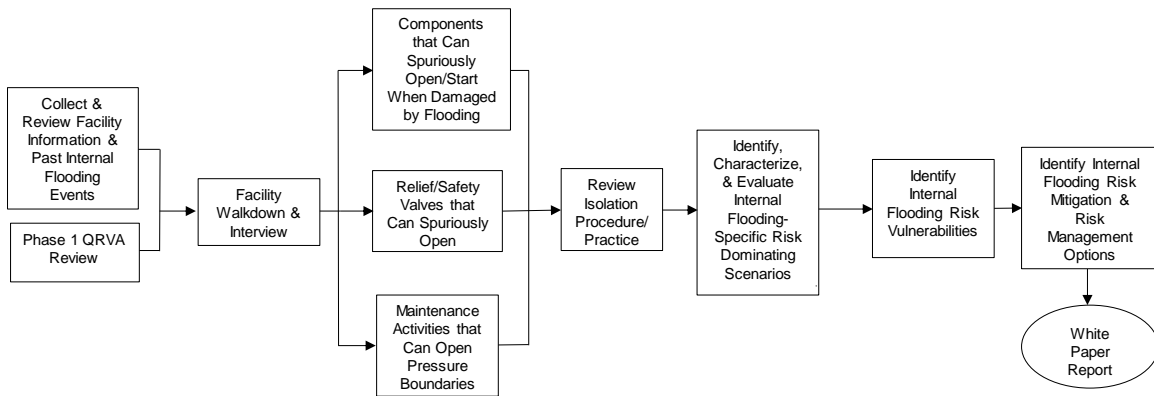 Collect &
Review Facility
Information &
Past Internal
Flooding
Events
Phase 1 QRVA
Review
Facility
Walkdown &
Interview
Components
that Can
Spuriously
Open/Start
When Damaged
by Flooding
Relief/Safety
Valves that
Can Spuriously
Open
Maintenance
Activities that
Can Open
Pressure
Boundaries
Review
Isolation
Procedure/
Practice
Identify,
Characterize,
& Evaluate
Internal
Flooding-
Specific Risk
Dominating
Scenarios
Identify
Internal
Flooding Risk
Vulnerabilities
Identify Internal
Flooding Risk
Mitigation &
Risk
Management
Options
White
Paper
Report